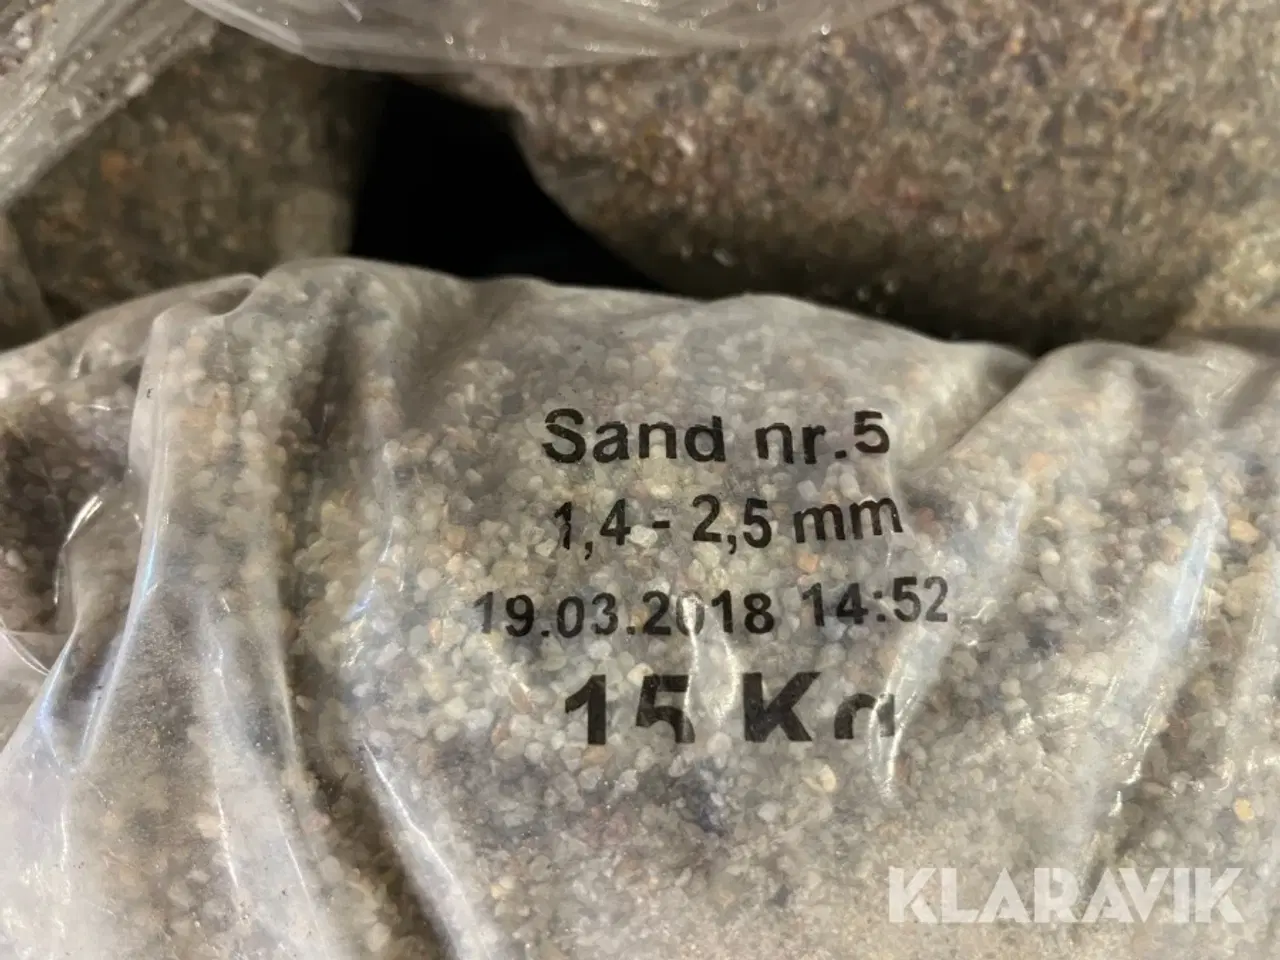 Sand nr.5
1,4 - 2,5 mm
19.03.2018 14:52
15 Kg
KLARAVIK